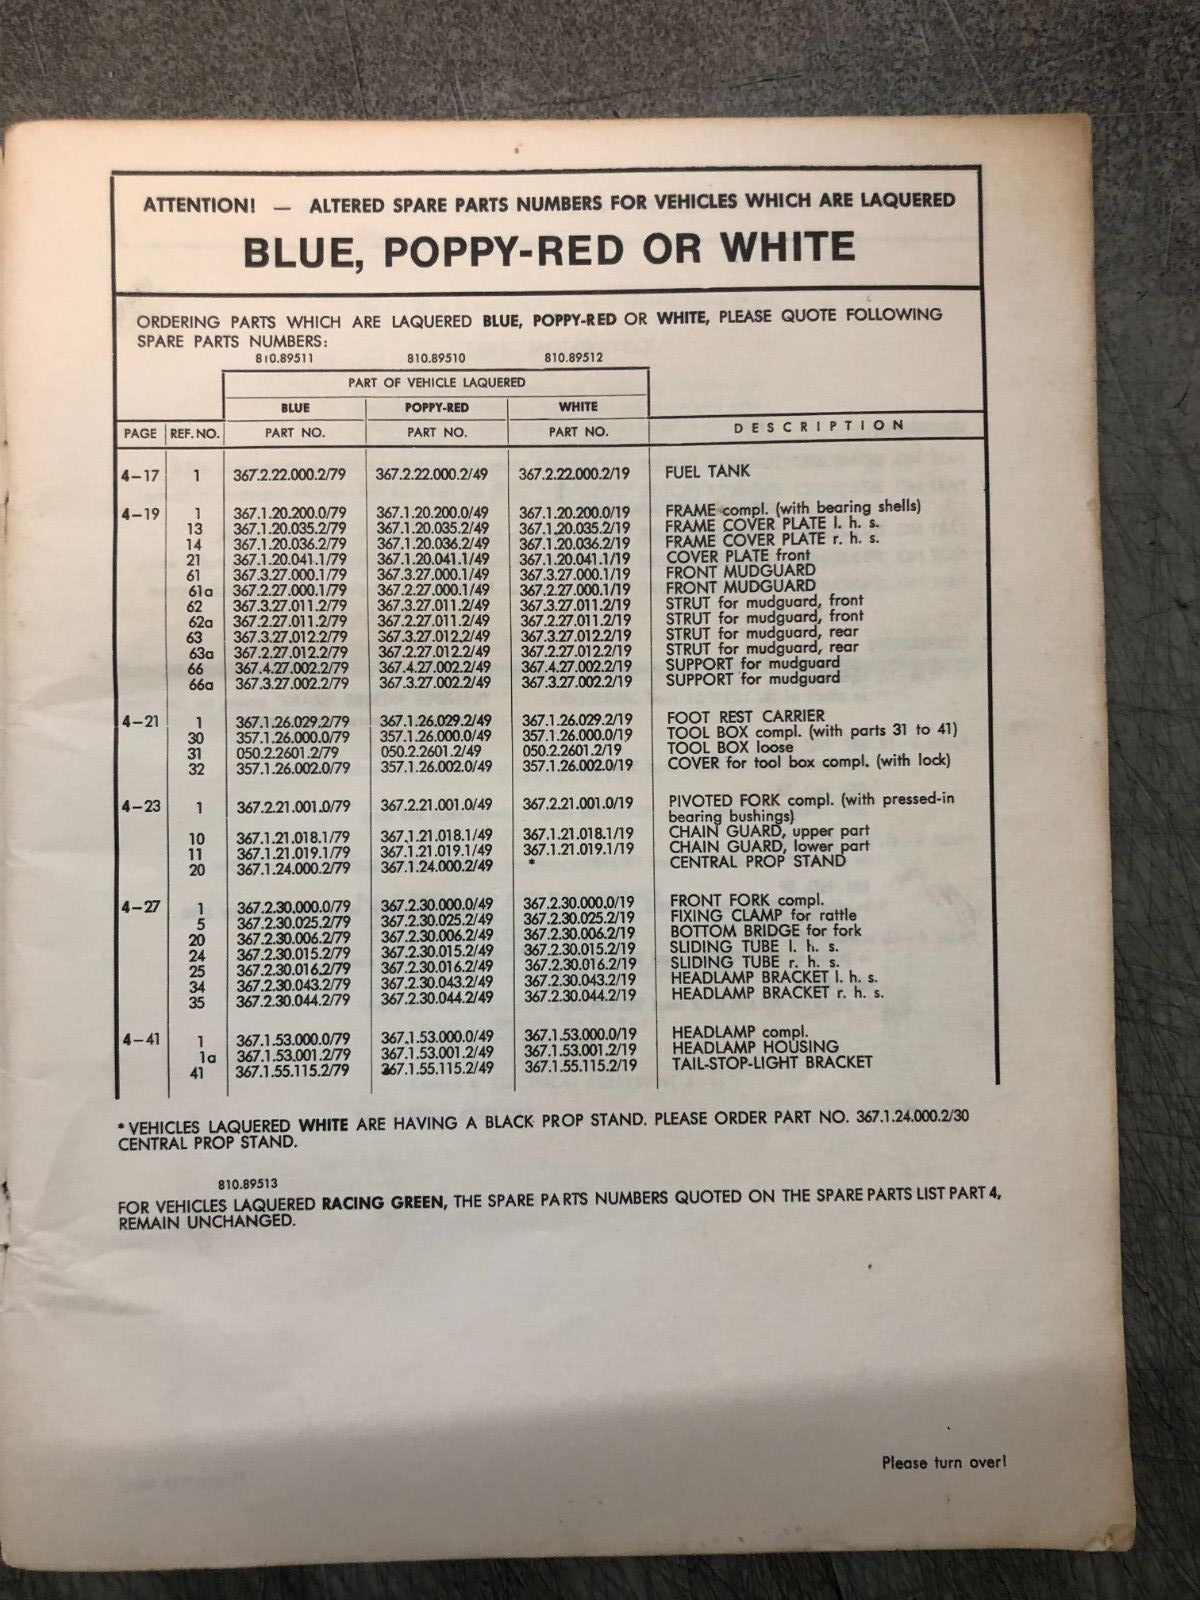 ATTENTION! — ALTERED SPARE PARTS NUMBERS FOR VEHICLES WHICH ARE LAQUERED
BLUE, POPPY-RED OR WHITE
ORDERING PARTS WHICH ARE LAQUERED BLUE, POPPY-RED OR WHITE, PLEASE QUOTE FOLLOWING
SPARE PARTS NUMBERS:
810.89511 810.89510 810.89512
PART OF VEHICLE LAQUERED
BLUE POPPY-RED WHITE
PAGE REF. NO. PART NO. PART NO. PART NO. DESCRIPTION
4–17 1 367.2.22.000.2/79 367.2.22.000.2/49 367.2.22.000.2/19 FUEL TANK
4–19 1 367.1.20.200.0/79 367.1.20.200.0/49 367.1.20.200.0/19 FRAME compl. (with bearing shells)
13 367.1.20.035.2/79 367.1.20.035.2/49 367.1.20.035.2/19 FRAME COVER PLATE l. h. s.
14 367.1.20.036.2/79 367.1.20.036.2/49 367.1.20.036.2/19 FRAME COVER PLATE r. h. s.
21 367.1.20.041.1/79 367.1.20.041.1/49 367.1.20.041.1/19 COVER PLATE front
61 367.3.27.000.1/79 367.3.27.000.1/49 367.3.27.000.1/19 FRONT MUDGUARD
61a 367.2.27.000.1/79 367.2.27.000.1/49 367.2.27.000.1/19 FRONT MUDGUARD
62 367.3.27.011.2/79 367.3.27.011.2/49 367.3.27.011.2/19 STRUT for mudguard, front
62a 367.2.27.011.2/79 367.2.27.011.2/49 367.2.27.011.2/19 STRUT for mudguard, front
63 367.3.27.012.2/79 367.3.27.012.2/49 367.3.27.012.2/19 STRUT for mudguard, rear
63a 367.2.27.012.2/79 367.2.27.012.2/49 367.2.27.012.2/19 STRUT for mudguard, rear
66 367.4.27.002.2/79 367.4.27.002.2/49 367.4.27.002.2/19 SUPPORT for mudguard
66a 367.3.27.002.2/79 367.3.27.002.2/49 367.3.27.002.2/19 SUPPORT for mudguard
4–21 1 367.1.26.029.2/79 367.1.26.029.2/49 367.1.26.029.2/19 FOOT REST CARRIER
30 357.1.26.000.0/79 357.1.26.000.0/49 357.1.26.000.0/19 TOOL BOX compl. (with parts 31 to 41)
31 050.2.2601.2/79 050.2.2601.2/49 050.2.2601.2/19 TOOL BOX loose
32 357.1.26.002.0/79 357.1.26.002.0/49 357.1.26.002.0/19 COVER for tool box compl. (with lock)
4–23 1 367.2.21.001.0/79 367.2.21.001.0/49 367.2.21.001.0/19 PIVOTED FORK compl. (with pressed-in
bearing bushings)
10 367.1.21.018.1/79 367.1.21.018.1/49 367.1.21.018.1/19 CHAIN GUARD, upper part
11 367.1.21.019.1/79 367.1.21.019.1/49 367.1.21.019.1/19 CHAIN GUARD, lower part
20 367.1.24.000.2/79 367.1.24.000.2/49 * CENTRAL PROP STAND
4–27 1 367.2.30.000.0/79 367.2.30.000.0/49 367.2.30.000.0/19 FRONT FORK compl.
5 367.2.30.025.2/79 367.2.30.025.2/49 367.2.30.025.2/19 FIXING CLAMP for rattle
20 367.2.30.006.2/79 367.2.30.006.2/49 367.2.30.006.2/19 BOTTOM BRIDGE for fork
24 367.2.30.015.2/79 367.2.30.015.2/49 367.2.30.015.2/19 SLIDING TUBE l. h. s.
25 367.2.30.016.2/79 367.2.30.016.2/49 367.2.30.016.2/19 SLIDING TUBE r. h. s.
34 367.2.30.043.2/79 367.2.30.043.2/49 367.2.30.043.2/19 HEADLAMP BRACKET l. h. s.
35 367.2.30.044.2/79 367.2.30.044.2/49 367.2.30.044.2/19 HEADLAMP BRACKET r. h. s.
4–41 1 367.1.53.000.0/79 367.1.53.000.0/49 367.1.53.000.0/19 HEADLAMP compl.
1a 367.1.53.001.2/79 367.1.53.001.2/49 367.1.53.001.2/19 HEADLAMP HOUSING
41 367.1.55.115.2/79 367.1.55.115.2/49 367.1.55.115.2/19 TAIL-STOP-LIGHT BRACKET
* VEHICLES LAQUERED WHITE ARE HAVING A BLACK PROP STAND. PLEASE ORDER PART NO. 367.1.24.000.2/30
CENTRAL PROP STAND.
810.89513
FOR VEHICLES LAQUERED RACING GREEN, THE SPARE PARTS NUMBERS QUOTED ON THE SPARE PARTS LIST PART 4,
REMAIN UNCHANGED.
Please turn over!